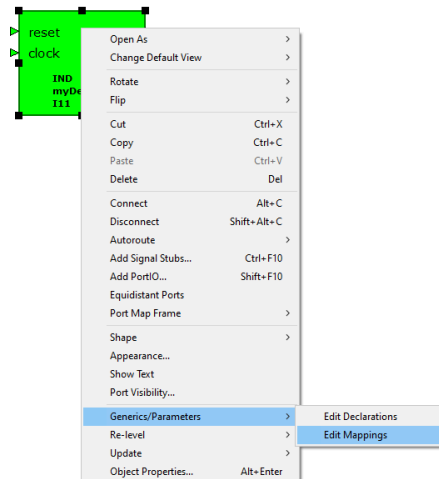 reset
clock
IND
myDe
I11
Open As
Change Default View
Rotate
Flip
Cut Ctrl+X
Copy Ctrl+C
Paste Ctrl+V
Delete Del
Connect Alt+C
Disconnect Shift+Alt+C
Autoroute
Add Signal Stubs... Ctrl+F10
Add PortIO... Shift+F10
Equidistant Ports
Port Map Frame
Shape
Appearance...
Show Text
Port Visibility...
Generics/Parameters Edit Declarations
Re-level Edit Mappings
Update
Object Properties... Alt+Enter